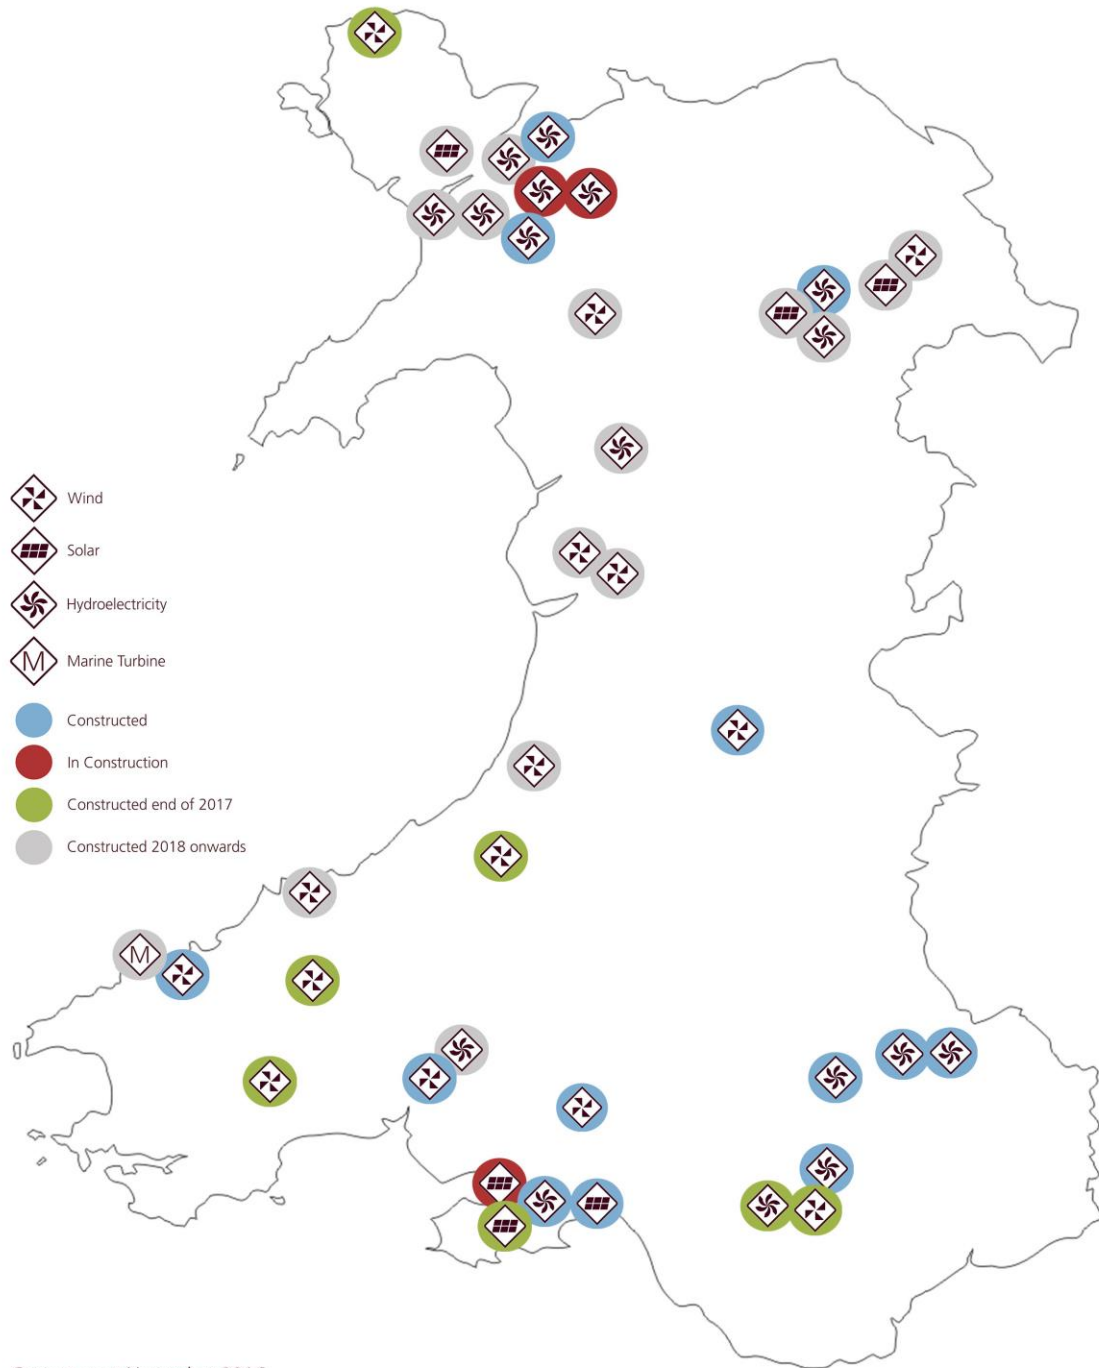 Wind
Solar
Hydroelectricity
M Marine Turbine
Constructed
In Construction
Constructed end of 2017
Constructed 2018 onwards
M